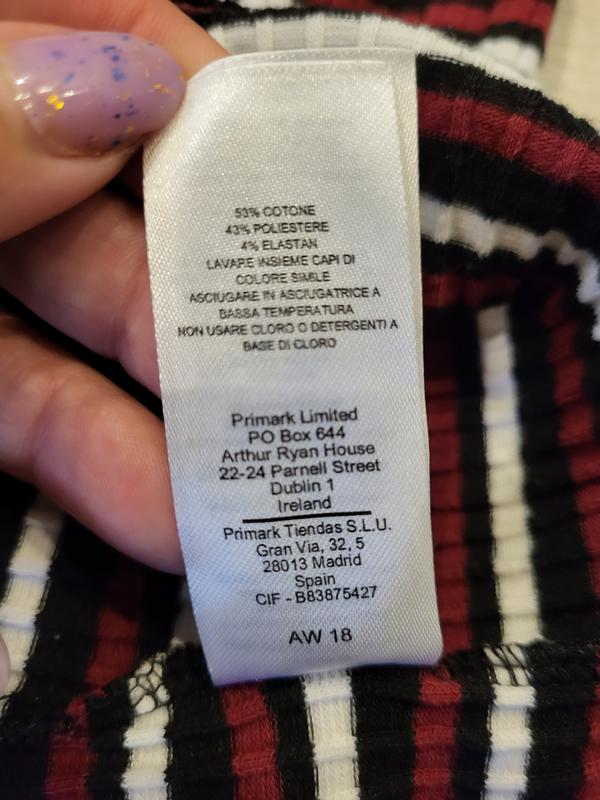 53% COTONE
43% POLIESTERE
4% ELASTAN
LAVARE INSIEME CAPI DI
COLORE SIMILE
ASCIUGARE IN ASCIUGATRICE A
BASSA TEMPERATURA
NON USARE CLORO O DETERGENTI A
BASE DI CLORO
Primark Limited
PO Box 644
Arthur Ryan House
22-24 Parnell Street
Dublin 1
Ireland
Primark Tiendas S.L.U.
Gran Via, 32, 5
28013 Madrid
Spain
CIF - B83875427
AW 18